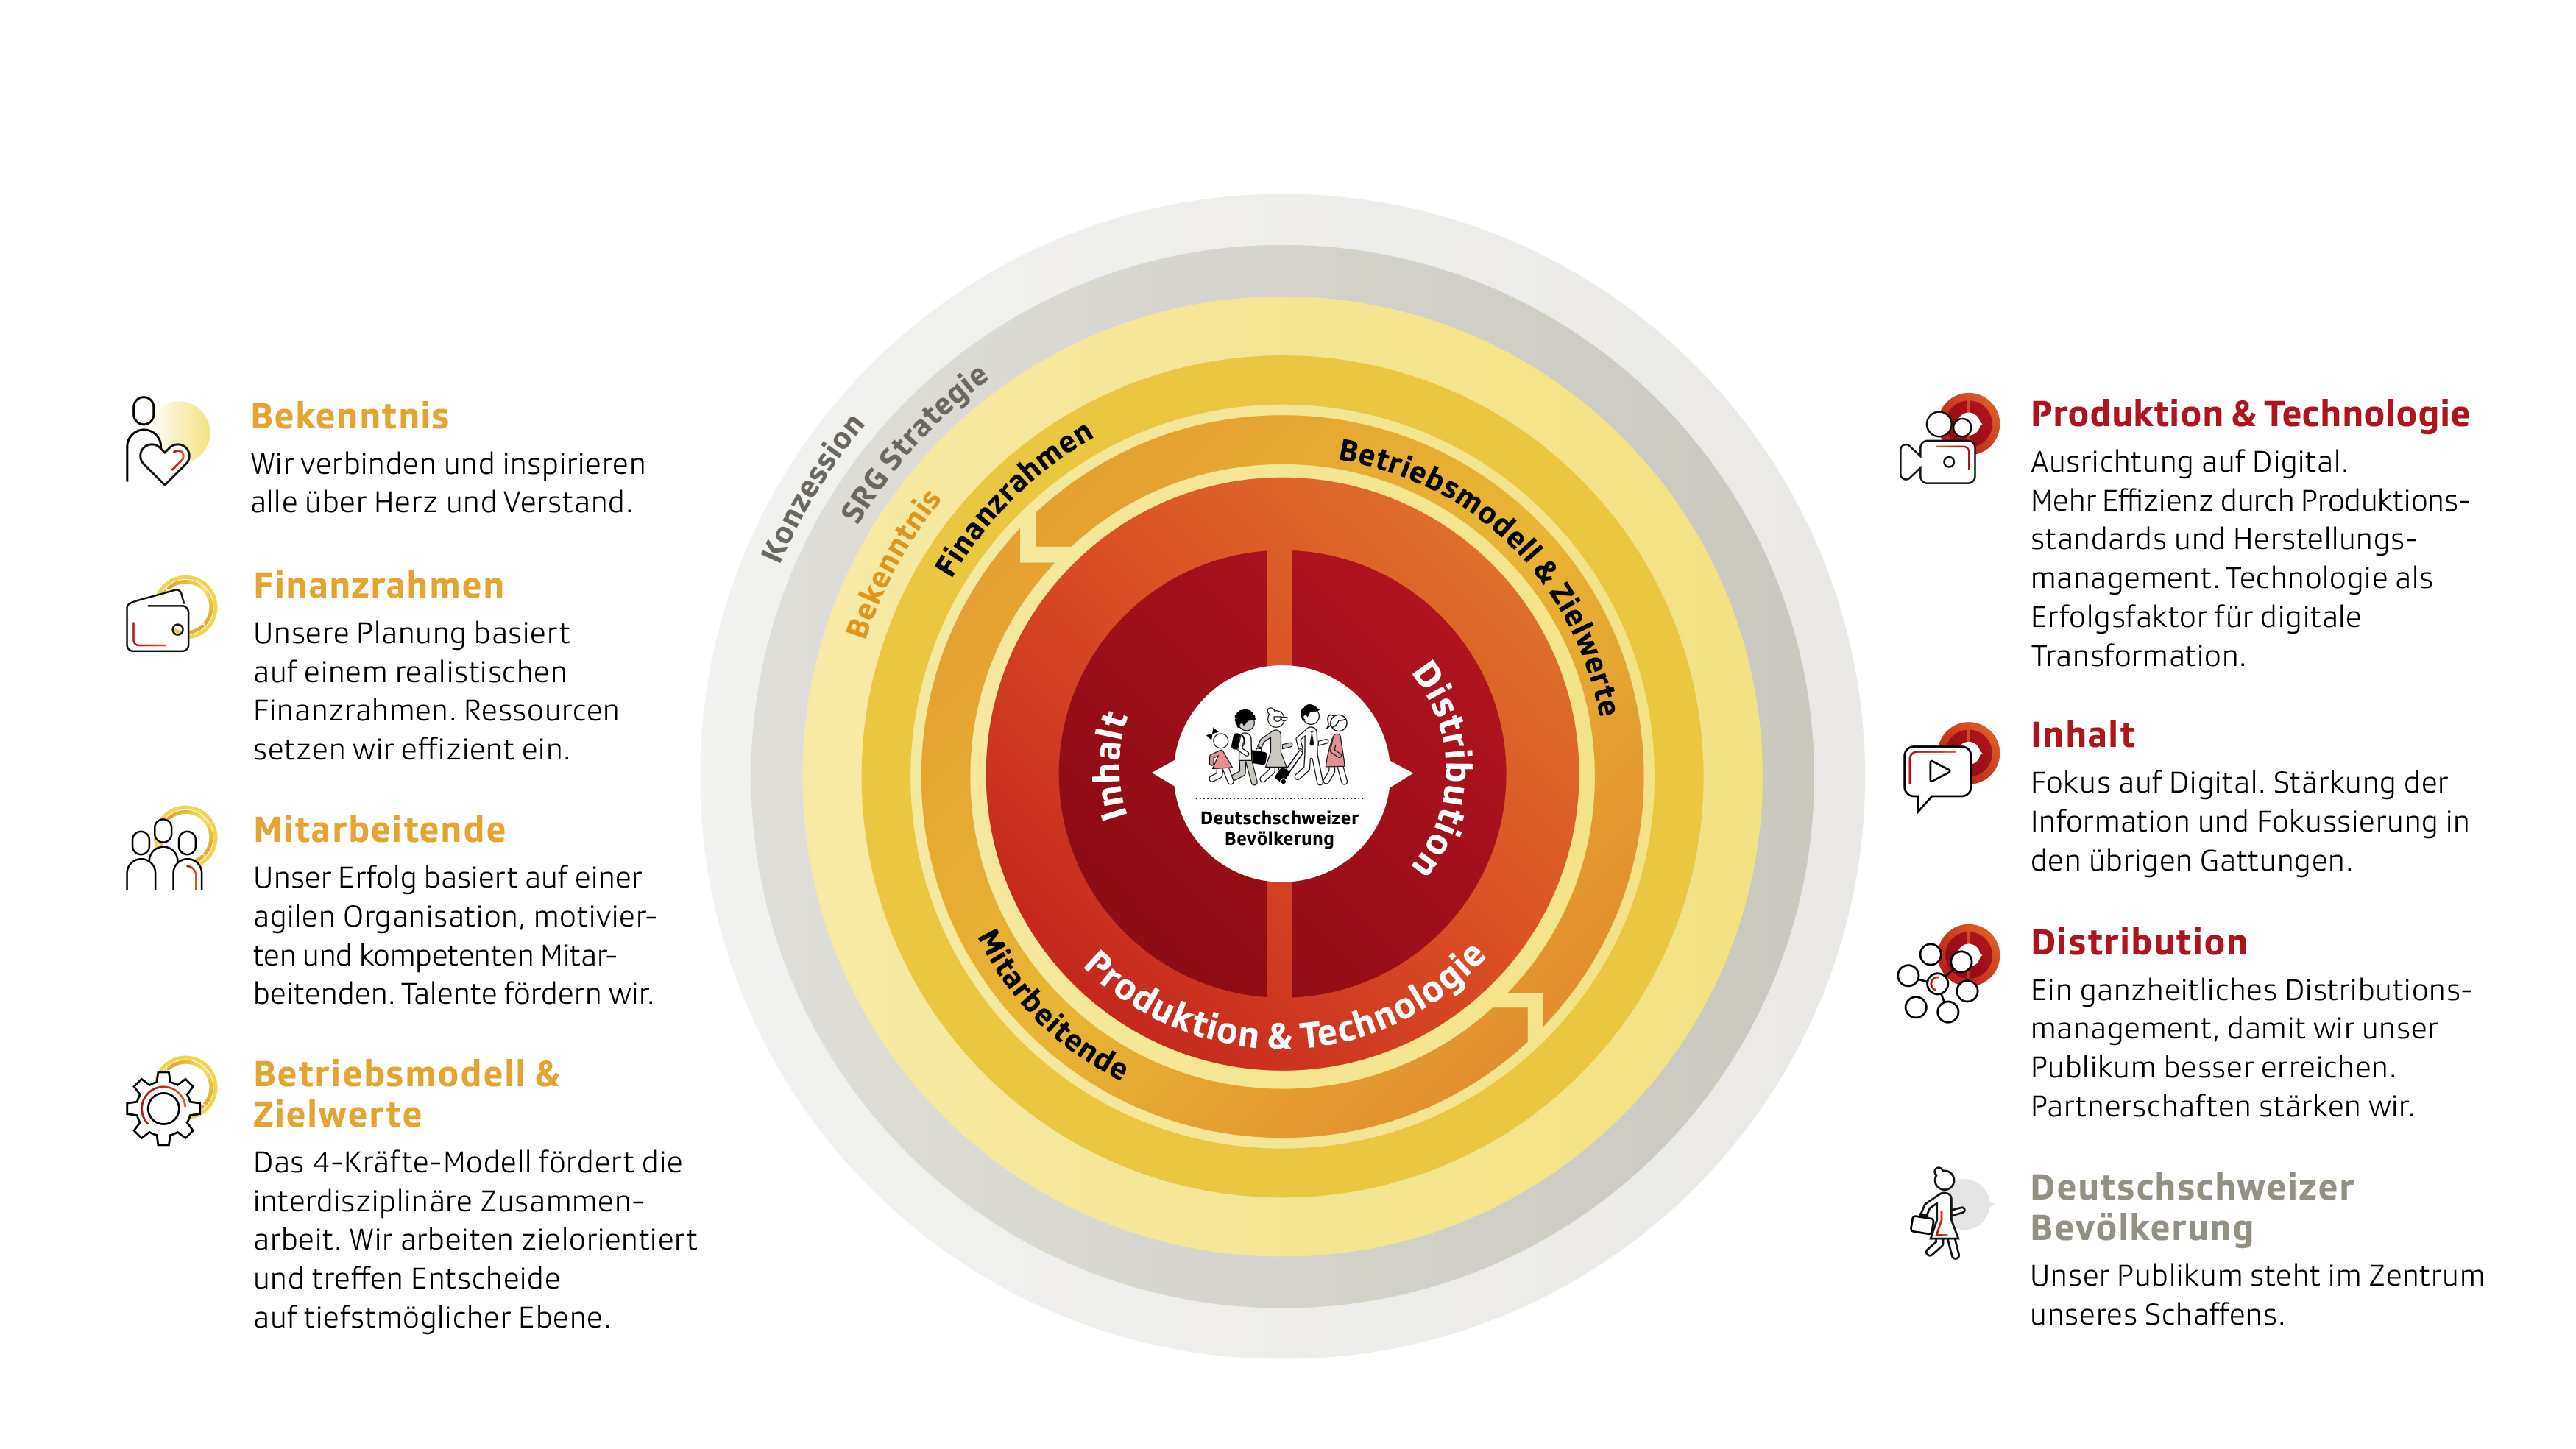 Bekenntnis
Wir verbinden und inspirieren
alle über Herz und Verstand.
Finanzrahmen
Unsere Planung basiert
auf einem realistischen
Finanzrahmen. Ressourcen
setzen wir effizient ein.
Mitarbeitende
Unser Erfolg basiert auf einer
agilen Organisation, motivier-
ten und kompetenten Mitar-
beitenden. Talente fördern wir.
Betriebsmodell &
Zielwerte
Das 4-Kräfte-Modell fördert die
interdisziplinäre Zusammen-
arbeit. Wir arbeiten zielorientiert
und treffen Entscheide
auf tiefstmöglicher Ebene.
Konzession
SRG Strategie
Bekenntnis
Finanzrahmen
Betriebsmodell & Zielwerte
Mitarbeitende
Produktion & Technologie
Inhalt
Distribution
Deutschschweizer
Bevölkerung
Produktion & Technologie
Ausrichtung auf Digital.
Mehr Effizienz durch Produktions-
standards und Herstellungs-
management. Technologie als
Erfolgsfaktor für digitale
Transformation.
Inhalt
Fokus auf Digital. Stärkung der
Information und Fokussierung in
den übrigen Gattungen.
Distribution
Ein ganzheitliches Distributions-
management, damit wir unser
Publikum besser erreichen.
Partnerschaften stärken wir.
Deutschschweizer
Bevölkerung
Unser Publikum steht im Zentrum
unseres Schaffens.